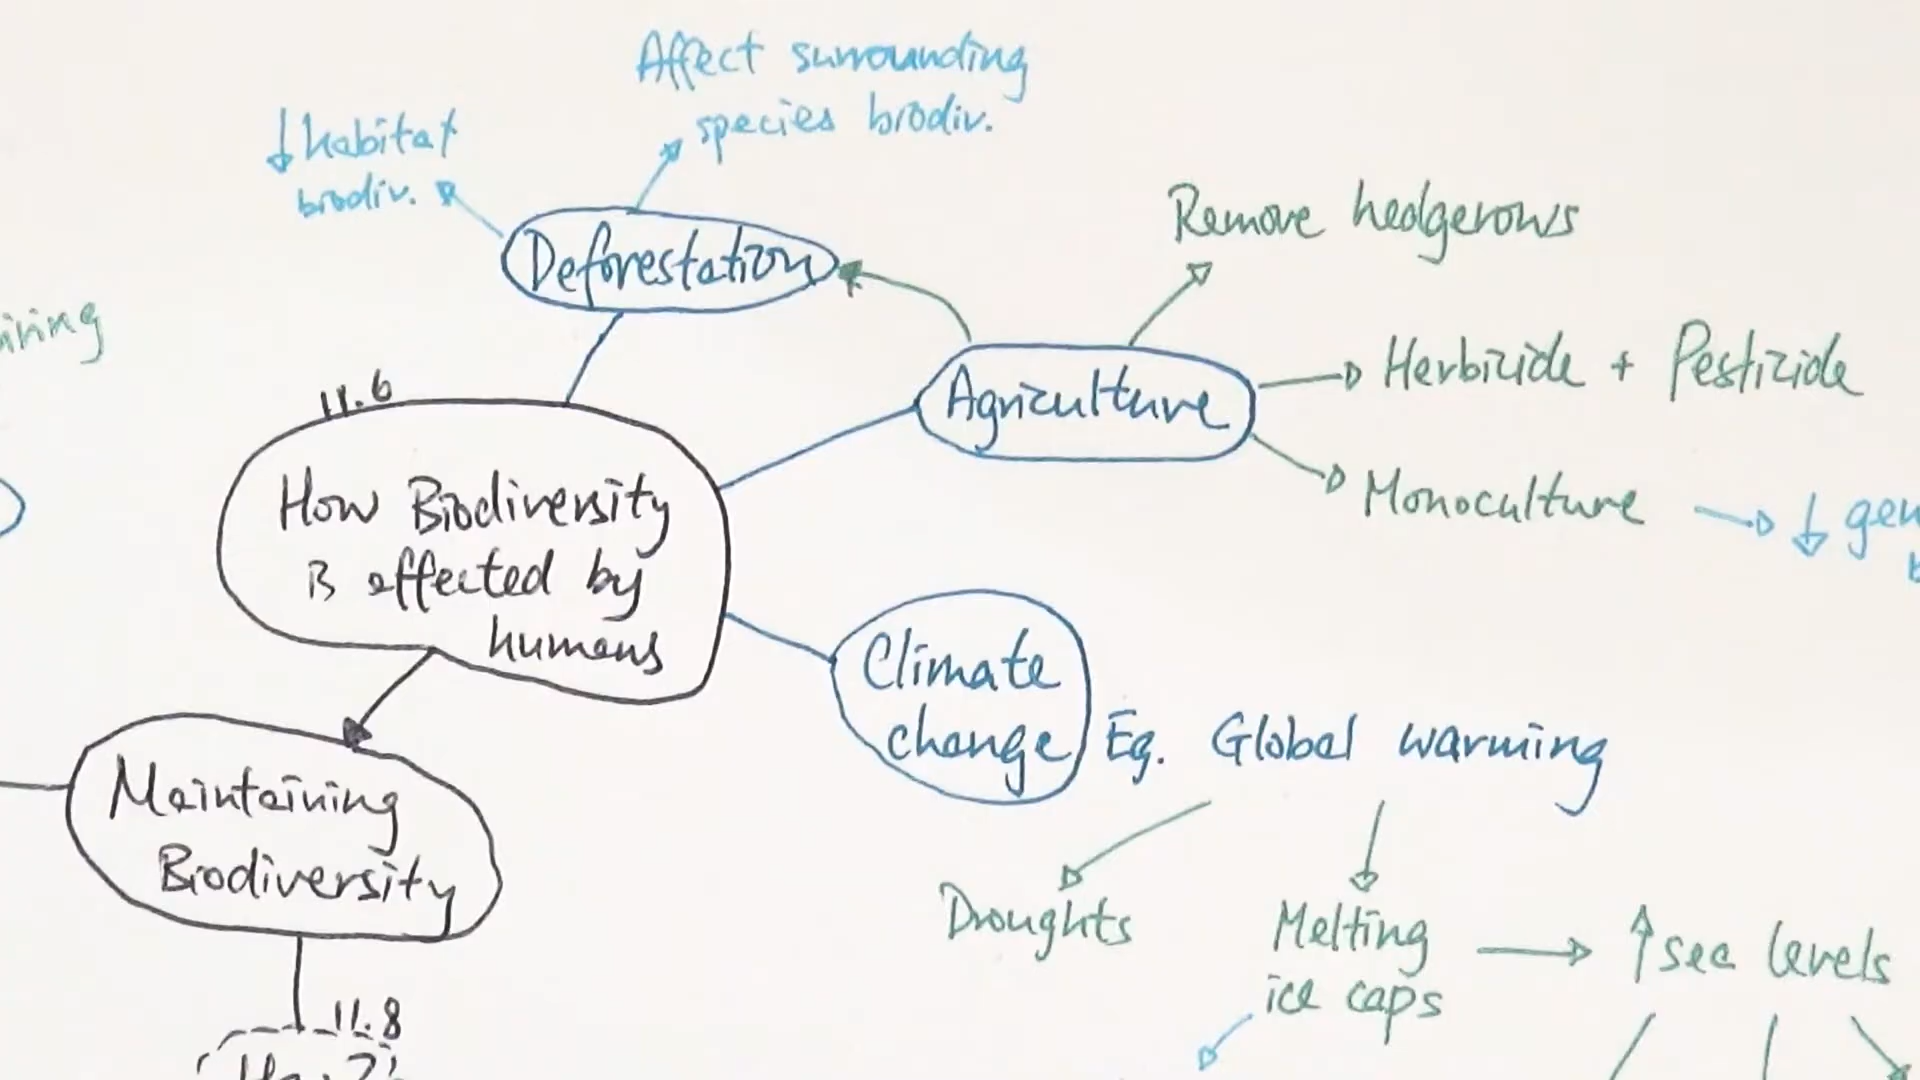 Affect surrounding
species biodiv.
↓ habitat
biodiv.
Deforestation
Remove hedgerows
Agriculture
Herbicide + Pesticide
Monoculture → ↓
11.6
How Biodiversity
is affected by
humans
Climate
change
Eg. Global warming
Maintaining
Biodiversity
Droughts
Melting
ice caps
→ ↑ sea levels
11.8